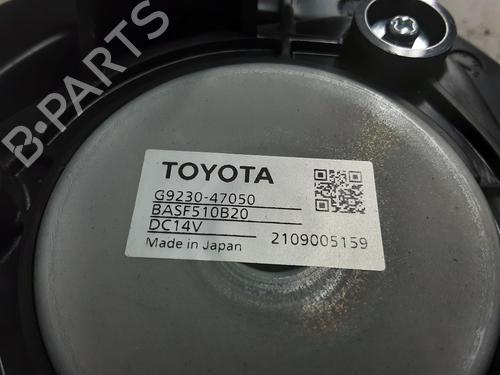 B-PARTS
TOYOTA
G9230-47050
BASF510B20
DC14V
Made in Japan 2109005159